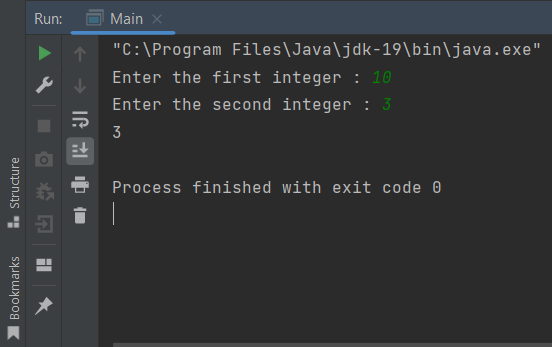 Run: Main
"C:\Program Files\Java\jdk-19\bin\java.exe"
Enter the first integer : 10
Enter the second integer : 3
3
Process finished with exit code 0
Structure
Bookmarks